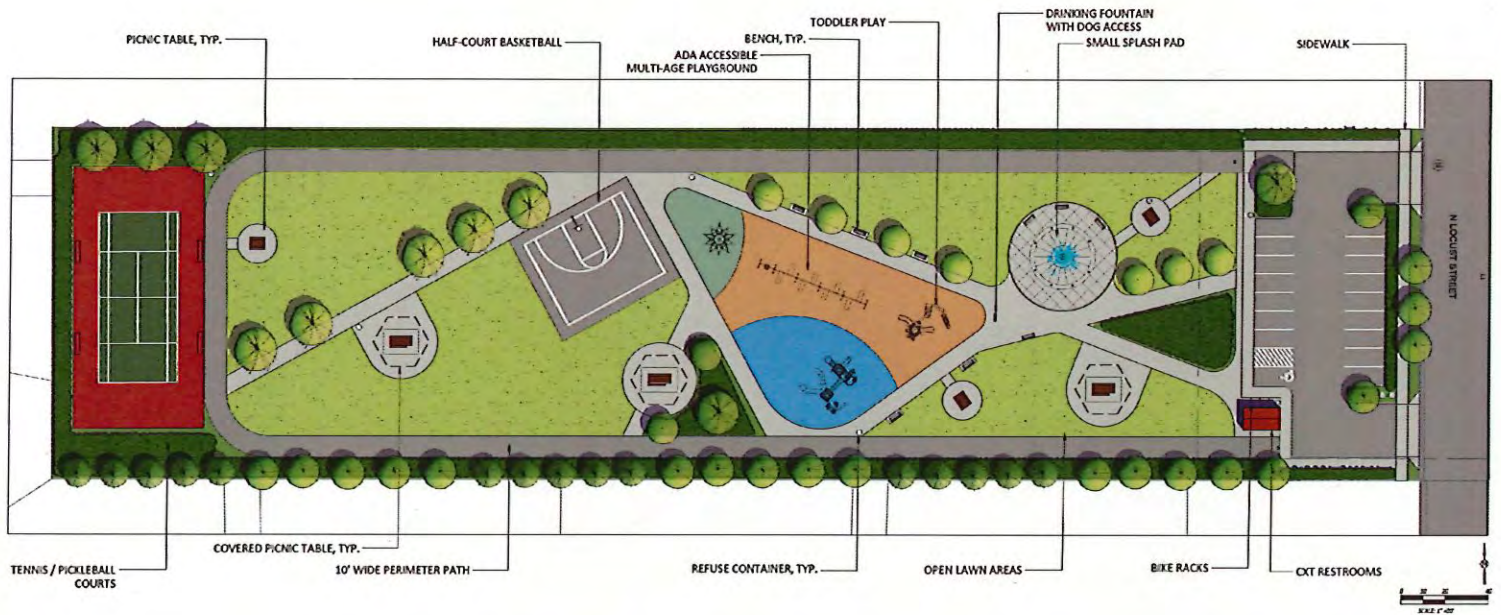 TODDLER PLAY
DRINKING FOUNTAIN
WITH DOG ACCESS
PICNIC TABLE, TYP.
HALF-COURT BASKETBALL
BENCH, TYP.
SMALL SPLASH PAD
SIDEWALK
ADA ACCESSIBLE
MULTI-AGE PLAYGROUND
N LOCUST STREET
COVERED PICNIC TABLE, TYP.
TENNIS / PICKLEBALL
COURTS
10' WIDE PERIMETER PATH
REFUSE CONTAINER, TYP.
OPEN LAWN AREAS
BIKE RACKS
CXT RESTROOMS